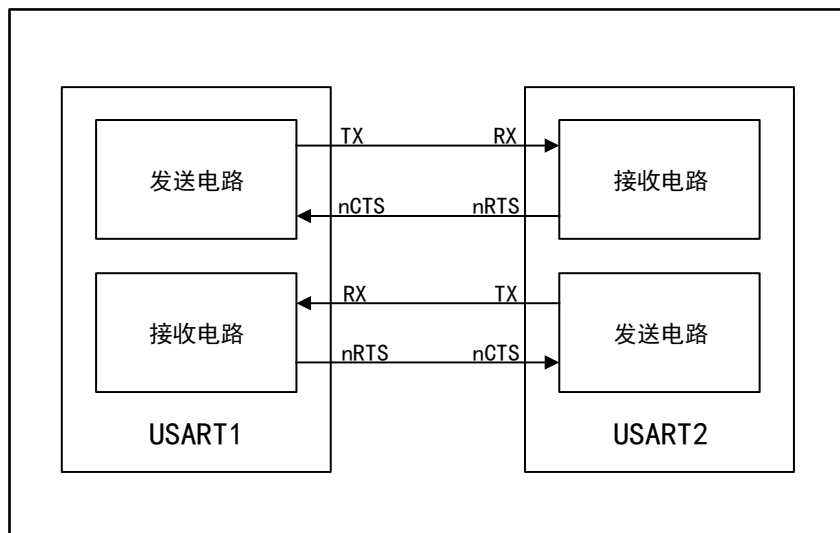 TX RX
发送电路 接收电路
nCTS nRTS
RX TX
接收电路 发送电路
nRTS nCTS
USART1 USART2